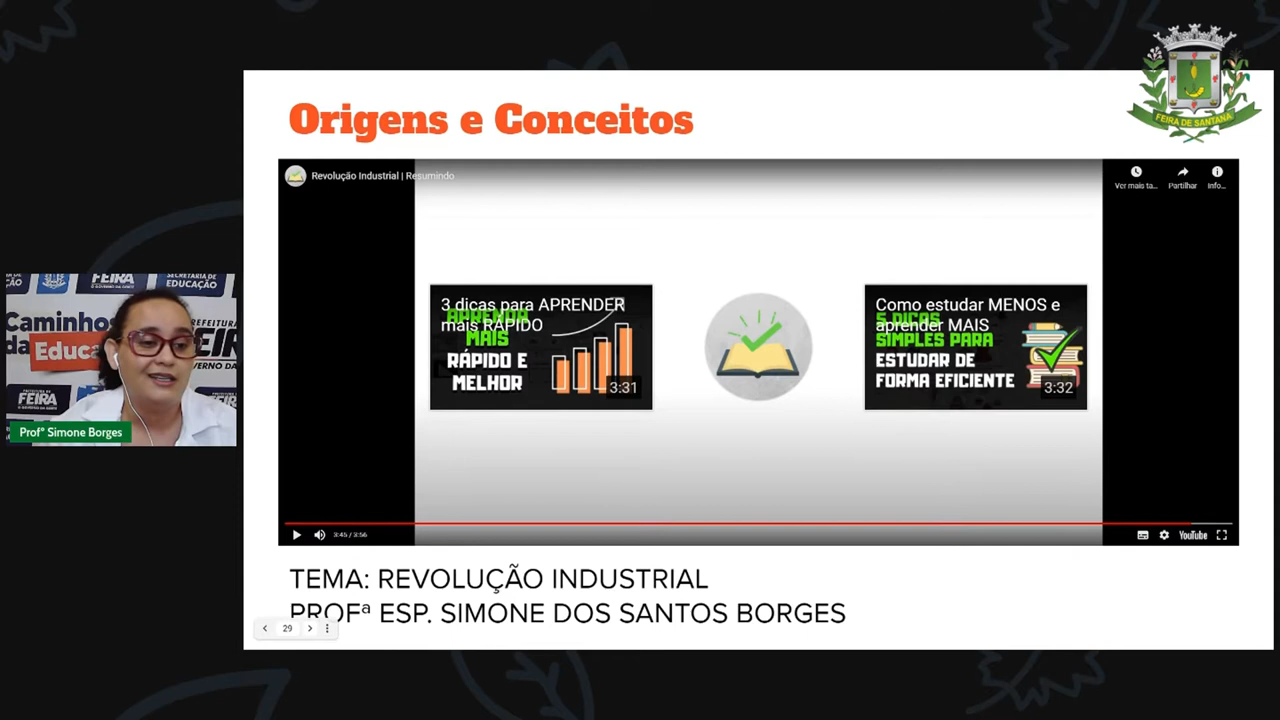 FEIRA DE SANTANA
Origens e Conceitos
Revolução Industrial | Resumindo
Ver mais ta...
Partilhar
Info...
3 dicas para APRENDER
mais RÁPIDO
APRENDA
MAIS
RÁPIDO E
MELHOR
3:31
Como estudar MENOS e
aprender MAIS
5 DICAS
SIMPLES PARA
ESTUDAR DE
FORMA EFICIENTE
3:32
3:45 / 3:56
YouTube
TEMA: REVOLUÇÃO INDUSTRIAL
PROFª ESP. SIMONE DOS SANTOS BORGES
29
FEIRA
SECRETARIA DE
EDUCAÇÃO
Caminho
da Educa
PREFEITURA
FEIRA
Profª Simone Borges